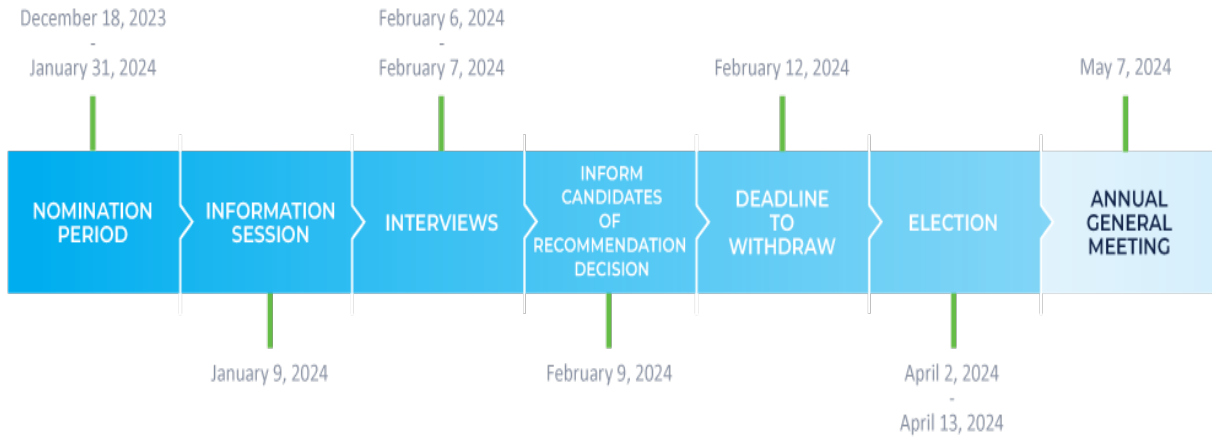 December 18, 2023
-
January 31, 2024
February 6, 2024
-
February 7, 2024
February 12, 2024
May 7, 2024
NOMINATION
PERIOD
INFORMATION
SESSION
INTERVIEWS
INFORM
CANDIDATES
OF
RECOMMENDATION
DECISION
DEADLINE
TO
WITHDRAW
ELECTION
ANNUAL
GENERAL
MEETING
January 9, 2024
February 9, 2024
April 2, 2024
-
April 13, 2024